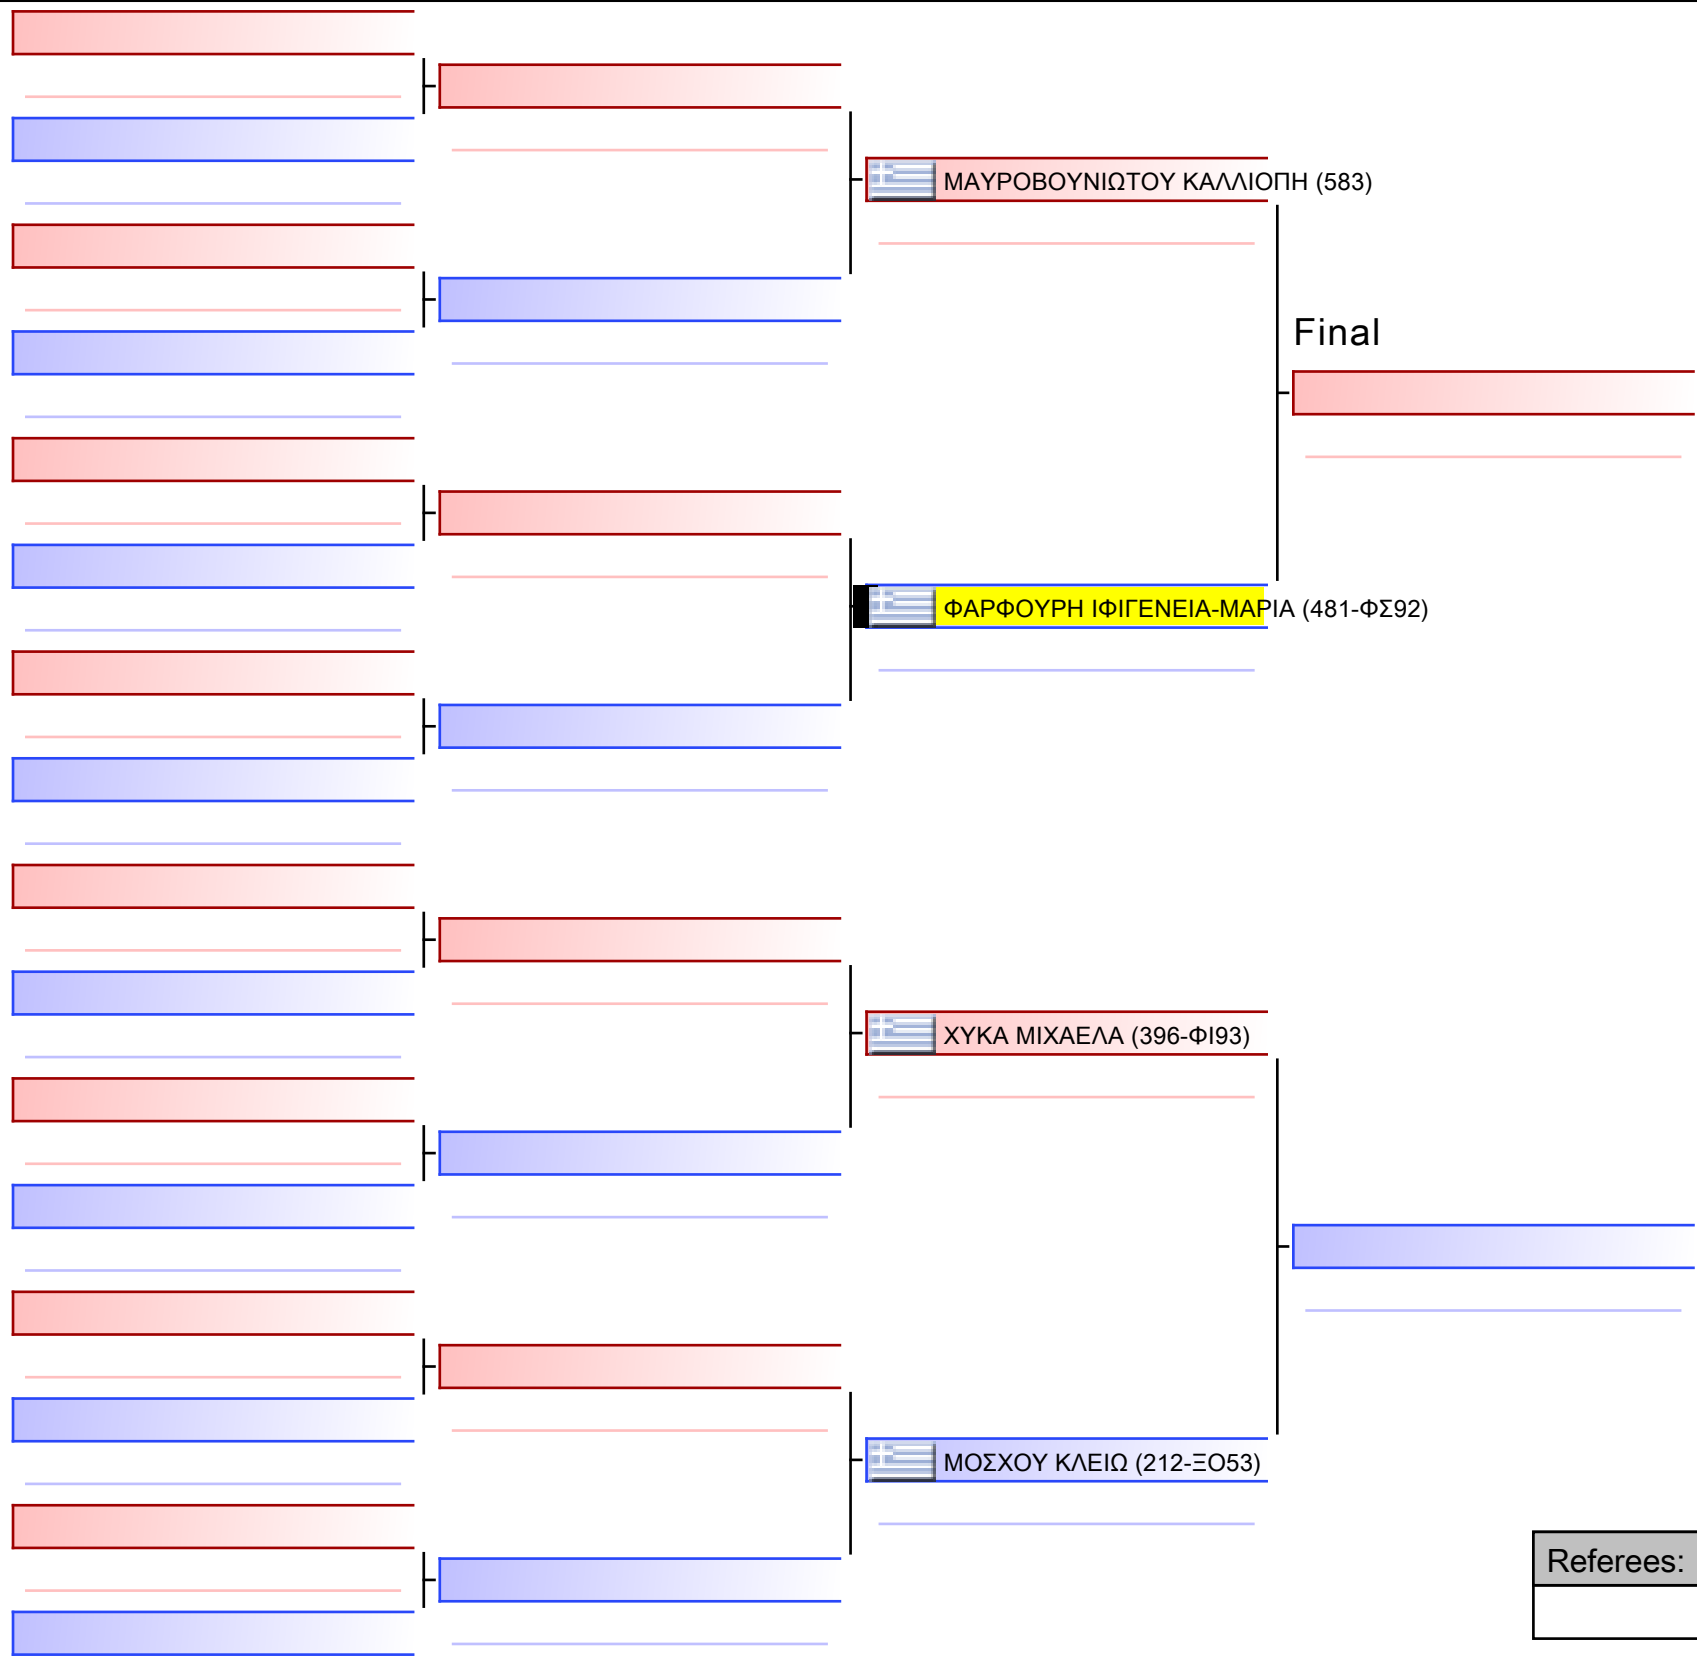 ΜΑΥΡΟΒΟΥΝΙΩΤΟΥ ΚΑΛΛΙΟΠΗ (583)
Final
ΦΑΡΦΟΥΡΗ ΙΦΙΓΕΝΕΙΑ-ΜΑΡΙΑ (481-ΦΣ92)
ΧΥΚΑ ΜΙΧΑΕΛΑ (396-ΦΙ93)
ΜΟΣΧΟΥ ΚΛΕΙΩ (212-ΞΟ53)
Referees: